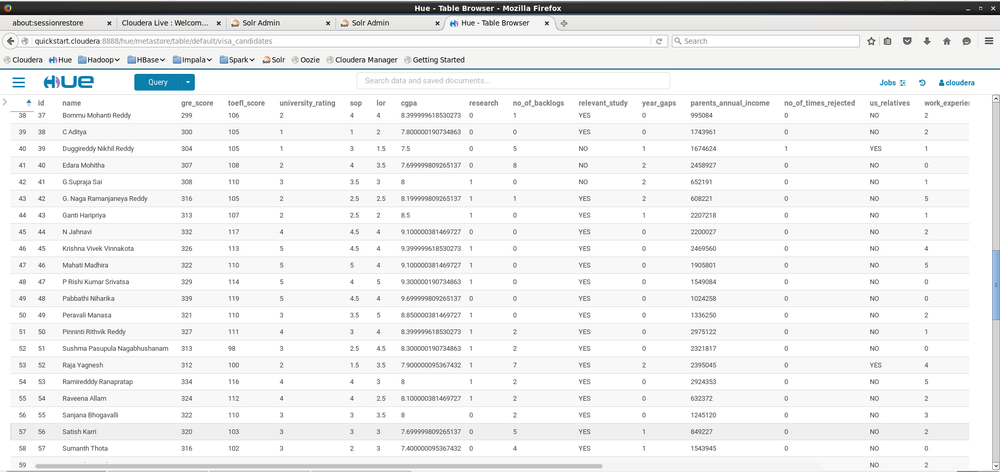 Hue - Table Browser - Mozilla Firefox
about:sessionrestore Cloudera Live : Welcom... Solr Admin Solr Admin Hue - Table Browser
quickstart.cloudera:8888/hue/metastore/table/default/visa_candidates Search
Cloudera Hue Hadoop HBase Impala Spark Solr Oozie Cloudera Manager Getting Started
HUE Query Search data and saved documents... Jobs cloudera
id name gre_score toefl_score university_rating sop lor cgpa research no_of_backlogs relevant_study year_gaps parents_annual_income no_of_times_rejected us_relatives work_experien
38 37 Bommu Mohanti Reddy 299 106 2 4 4 8.399999618530273 0 1 YES 0 995084 0 NO 2
39 38 C Aditya 300 105 1 1 2 7.800000190734863 0 0 YES 0 1743961 0 NO 2
40 39 Duggireddy Nikhil Reddy 304 105 1 3 1.5 7.5 0 5 NO 1 1674624 1 YES 1
41 40 Edara Mohitha 307 108 2 4 3.5 7.699999809265137 0 8 NO 2 2458927 0 NO 0
42 41 G.Supraja Sai 308 110 3 3.5 3 8 1 0 NO 2 652191 0 NO 1
43 42 G. Naga Ramanjaneya Reddy 316 105 2 2.5 2.5 8.199999809265137 1 1 YES 2 608221 0 NO 5
44 43 Ganti Haripriya 313 107 2 2.5 2 8.5 1 0 YES 1 2207218 0 NO 1
45 44 N Jahnavi 332 117 4 4.5 4 9.100000381469727 0 0 YES 0 2200027 0 NO 2
46 45 Krishna Vivek Vinnakota 326 113 5 4.5 4 9.399999618530273 1 0 YES 0 2469560 0 NO 4
47 46 Mahati Madhira 322 110 5 5 4 9.100000381469727 1 0 YES 0 1905801 0 NO 5
48 47 P Rishi Kumar Srivatsa 329 114 5 4 5 9.300000190734863 1 0 YES 0 1549084 0 NO 0
49 48 Pabbathi Niharika 339 119 5 4.5 4 9.699999809265137 0 0 YES 0 1024258 0 NO 0
50 49 Peravali Manasa 321 110 3 3.5 5 8.850000381469727 1 0 YES 0 1336250 0 NO 2
51 50 Pinninti Rithvik Reddy 327 111 4 3 4 8.399999618530273 1 2 YES 0 2975122 0 NO 1
52 51 Sushma Pasupula Nagabhushanam 313 98 3 2.5 4.5 8.300000190734863 1 2 YES 0 2321817 0 NO 0
53 52 Raja Yagnesh 312 100 2 1.5 3.5 7.900000095367432 1 7 YES 2 2395045 0 YES 4
54 53 Ramiredddy Ranapratap 334 116 4 4 3 8 1 2 YES 0 2924353 0 NO 5
55 54 Raveena Allam 324 112 4 4 2.5 8.100000381469727 1 2 YES 0 632372 0 NO 2
56 55 Sanjana Bhogavalli 322 110 3 3 3.5 8 0 2 YES 0 1245120 0 NO 3
57 56 Satish Karri 320 103 3 3 3 7.699999809265137 0 5 YES 1 849227 0 NO 2
58 57 Sumanth Thota 316 102 3 2 3 7.400000095367432 0 4 YES 1 1543945 0 NO 0
59 NO 2